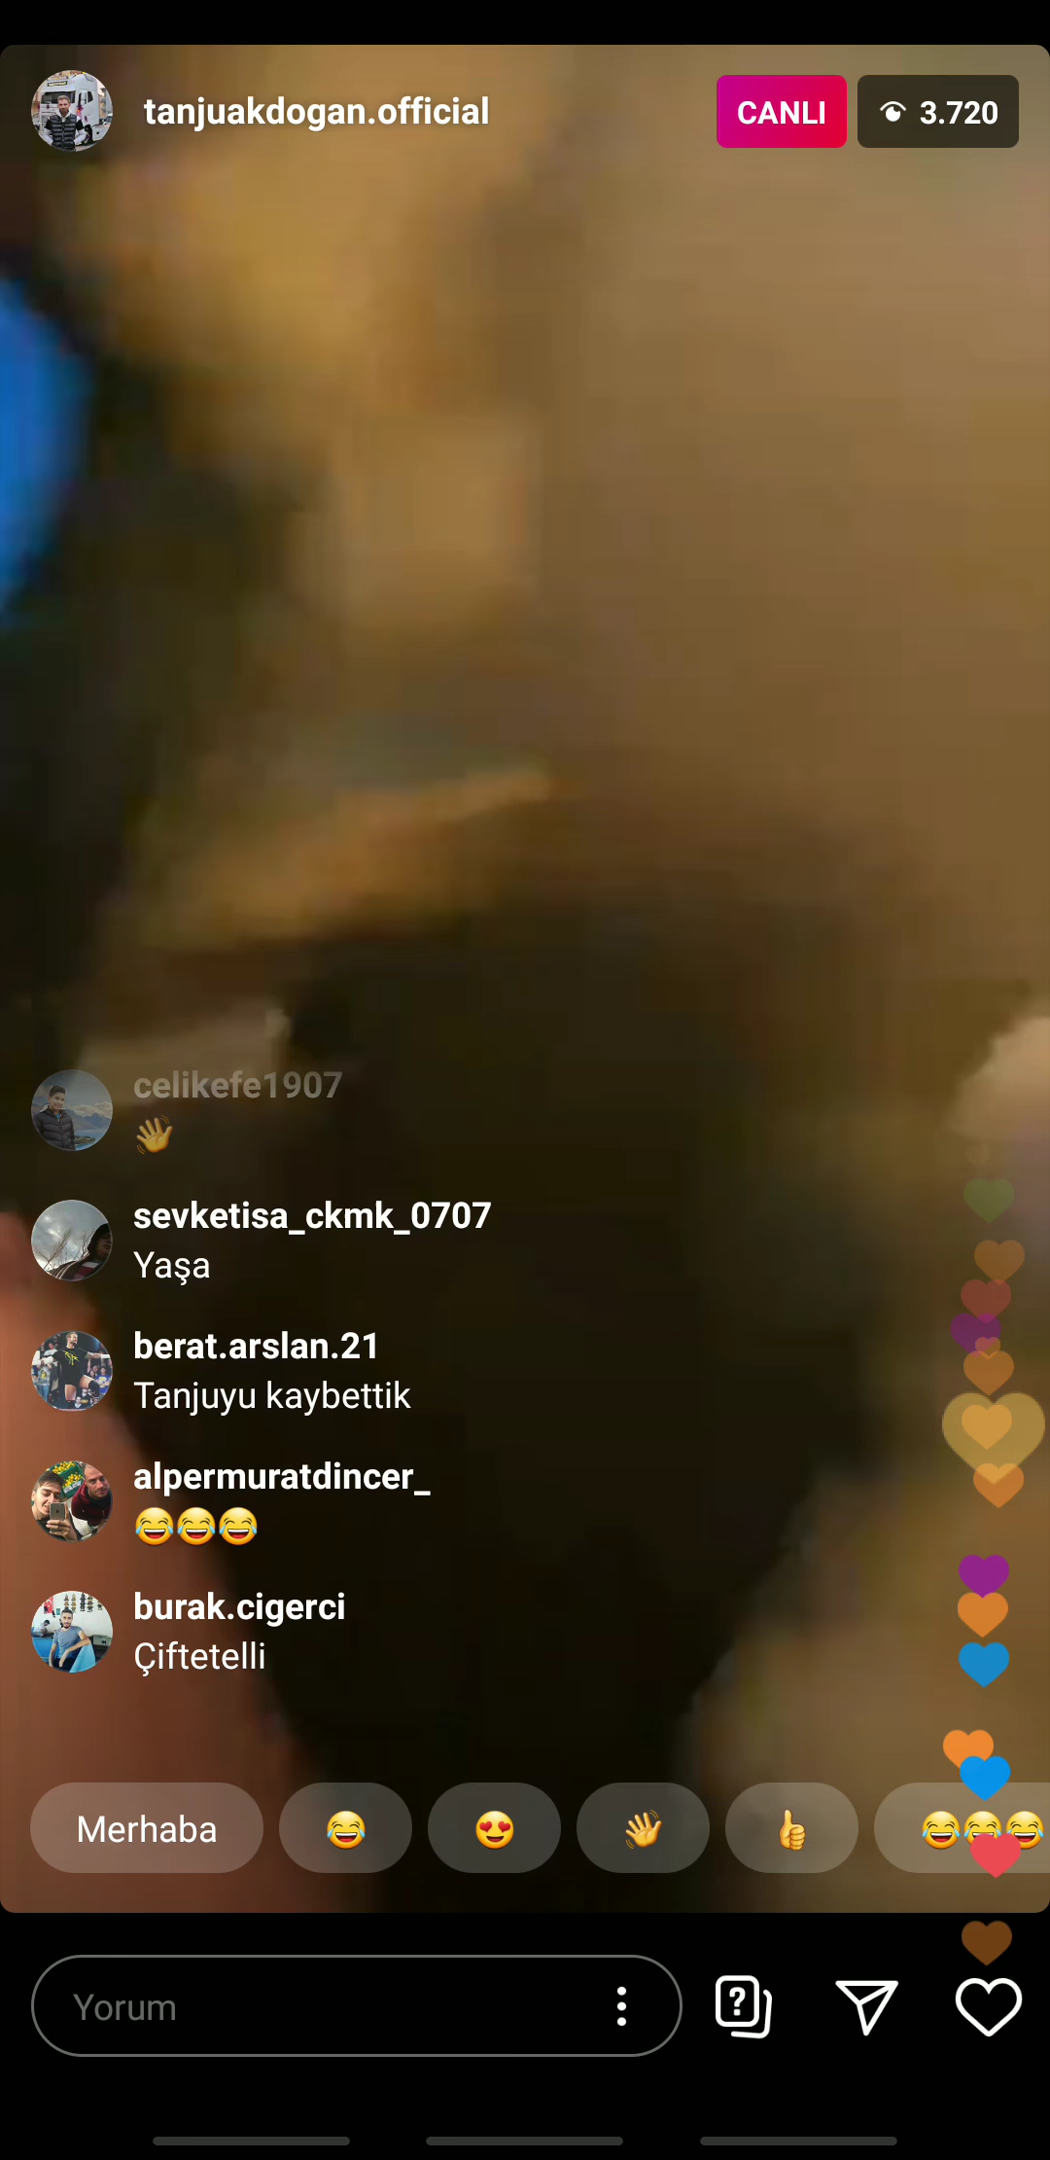 tanjuakdogan.official
CANLI
3.720
celikefe1907
👋
sevketisa_ckmk_0707
Yaşa
berat.arslan.21
Tanjuyu kaybettik
alpermuratdincer_
😂😂😂
burak.cigerci
Çiftetelli
Merhaba 😂 😍 👋 👍 😂😂😂
Yorum